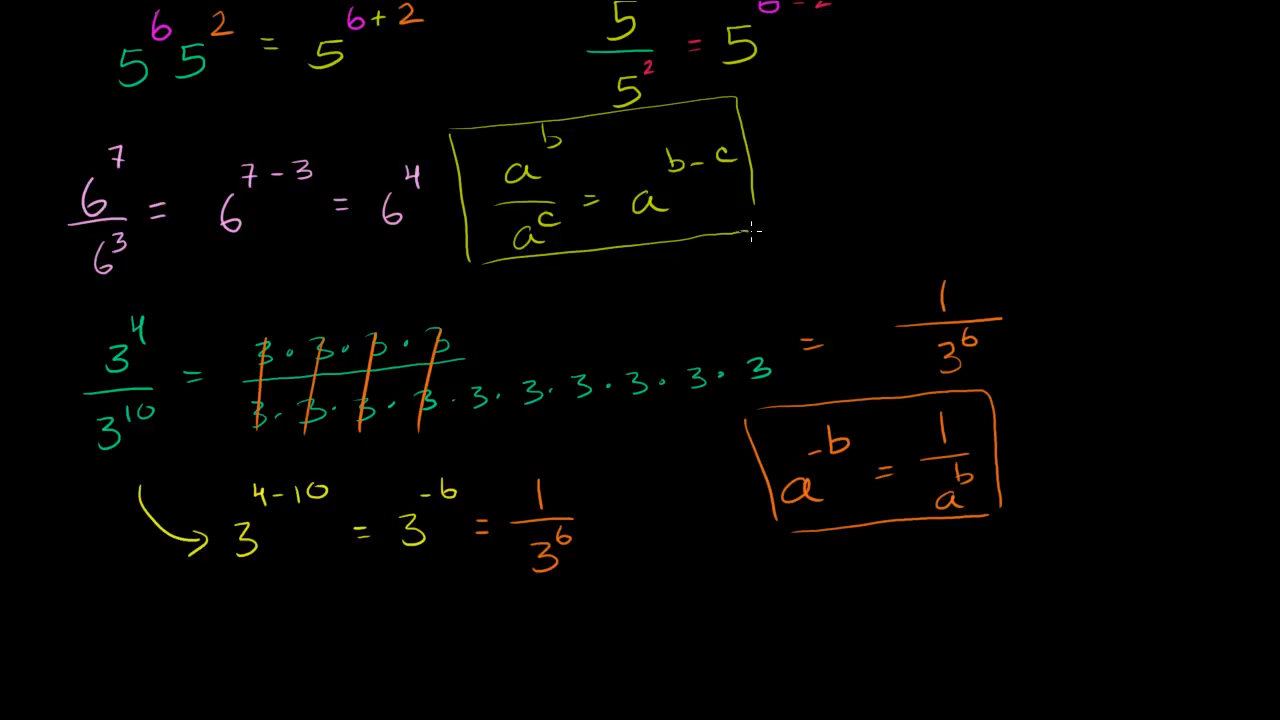 5^6 5^2 = 5^(6+2)
5/5^2 = 5^(6-2)
6^7/6^3 = 6^(7-3) = 6^4
a^b/a^c = a^(b-c)
3^4/3^10 = 3·3·3·3/3·3·3·3·3·3·3·3·3·3 = 1/3^6
3^(4-10) = 3^-6 = 1/3^6
a^-b = 1/a^b